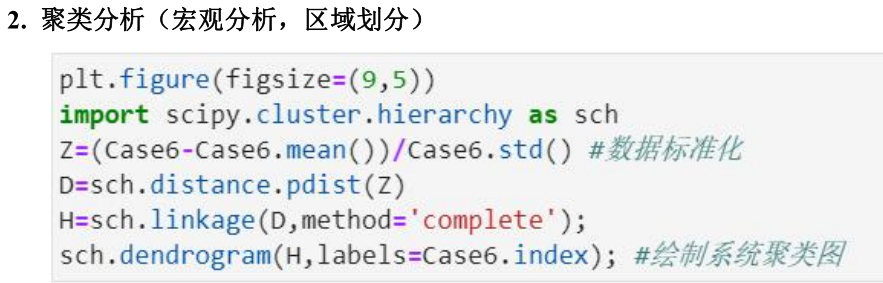 2. 聚类分析（宏观分析，区域划分）
plt.figure(figsize=(9,5))
import scipy.cluster.hierarchy as sch
Z=(Case6-Case6.mean())/Case6.std() #数据标准化
D=sch.distance.pdist(Z)
H=sch.linkage(D,method='complete');
sch.dendrogram(H,labels=Case6.index); #绘制系统聚类图